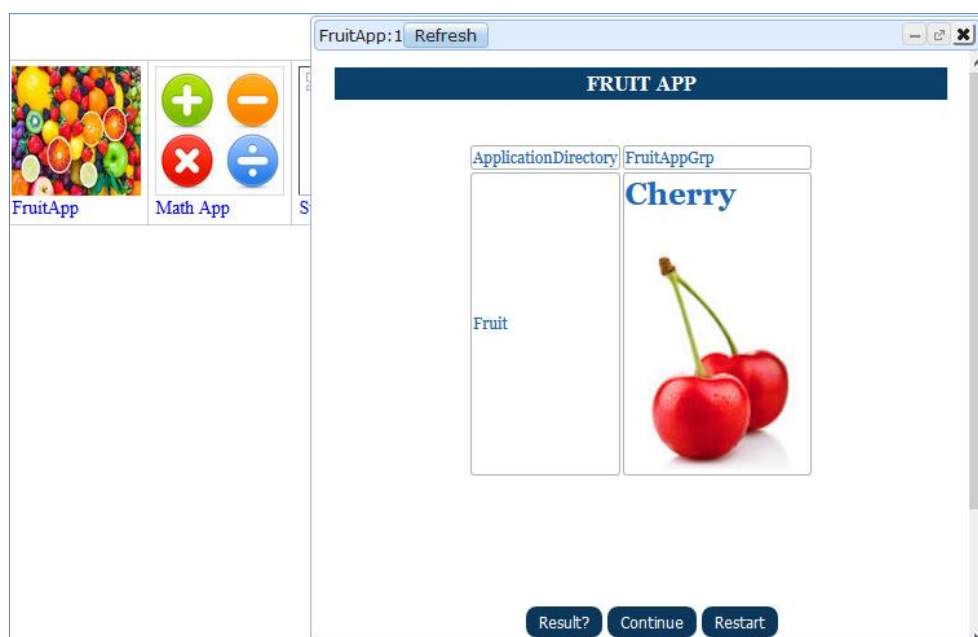 FruitApp:1 Refresh
FRUIT APP
ApplicationDirectory FruitAppGrp
Cherry
Fruit
FruitApp
Math App
Result? Continue Restart